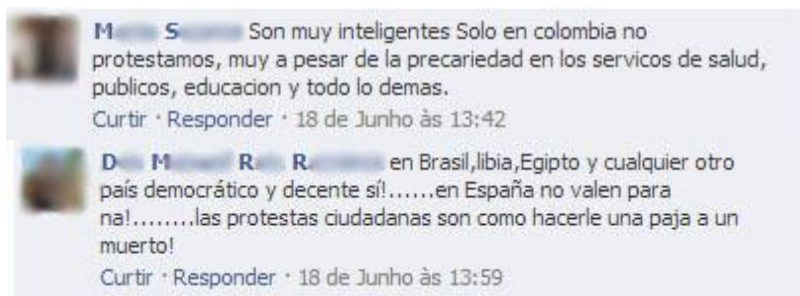 M S Son muy inteligentes Solo en colombia no
protestamos, muy a pesar de la precariedad en los servicos de salud,
publicos, educacion y todo lo demas.
Curtir · Responder · 18 de Junho às 13:42
D M R R en Brasil,libia,Egipto y cualquier otro
país democrático y decente sí!......en España no valen para
na!........las protestas ciudadanas son como hacerle una paja a un
muerto!
Curtir · Responder · 18 de Junho às 13:59